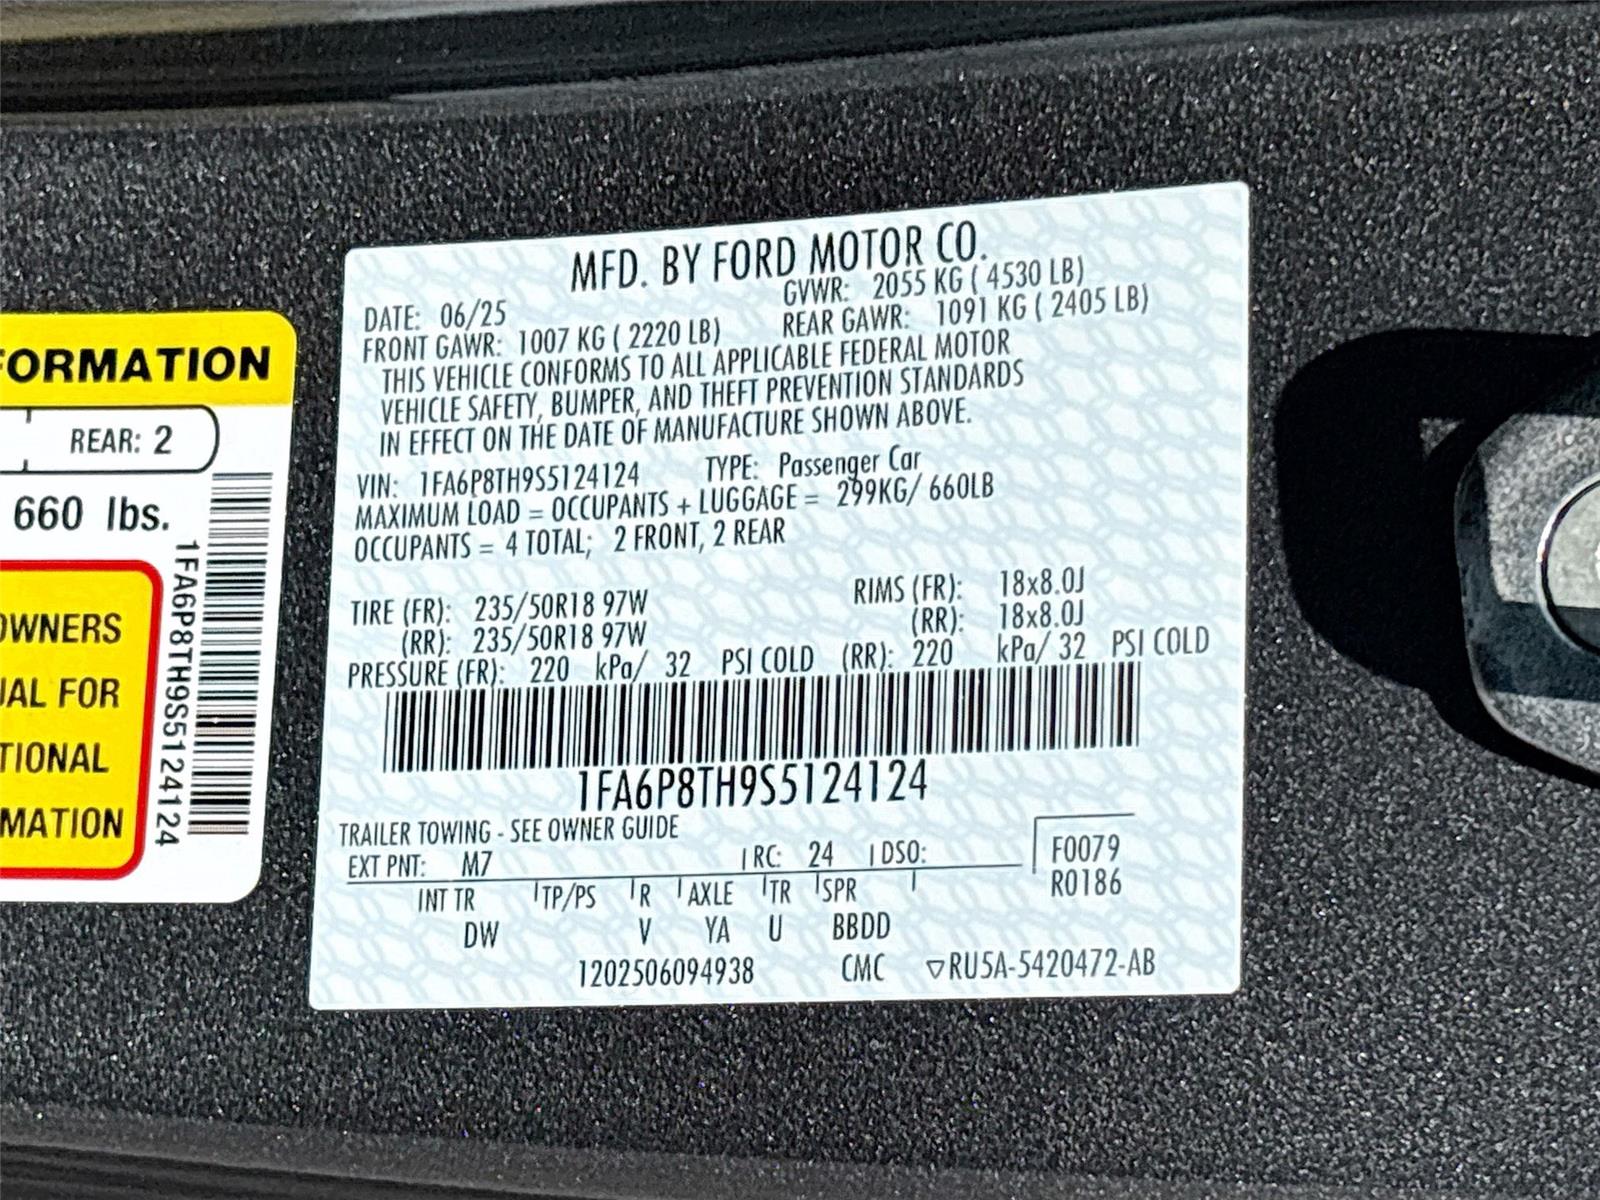 FORMATION
REAR: 2
660 lbs.
OWNERS
UAL FOR
TIONAL
MATION
1FA6P8TH9S5124124
MFD. BY FORD MOTOR CO.
DATE: 06/25 GVWR: 2055 KG ( 4530 LB)
FRONT GAWR: 1007 KG ( 2220 LB) REAR GAWR: 1091 KG ( 2405 LB)
THIS VEHICLE CONFORMS TO ALL APPLICABLE FEDERAL MOTOR
VEHICLE SAFETY, BUMPER, AND THEFT PREVENTION STANDARDS
IN EFFECT ON THE DATE OF MANUFACTURE SHOWN ABOVE.
VIN: 1FA6P8TH9S5124124 TYPE: Passenger Car
MAXIMUM LOAD = OCCUPANTS + LUGGAGE = 299KG/ 660LB
OCCUPANTS = 4 TOTAL; 2 FRONT, 2 REAR
TIRE (FR): 235/50R18 97W RIMS (FR): 18x8.0J
(RR): 235/50R18 97W (RR): 18x8.0J
PRESSURE (FR): 220 kPa/ 32 PSI COLD (RR): 220 kPa/ 32 PSI COLD
1FA6P8TH9S5124124
TRAILER TOWING - SEE OWNER GUIDE
EXT PNT: M7 RC: 24 DSO: F0079
R0186
INT TR TP/PS R AXLE TR SPR
DW V YA U BBDD
1202506094938 CMC ▽RU5A-5420472-AB